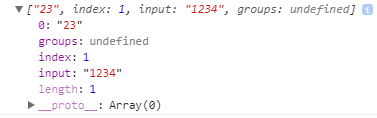 ▼ ["23", index: 1, input: "1234", groups: undefined] i
0: "23"
groups: undefined
index: 1
input: "1234"
length: 1
▶ __proto__: Array(0)